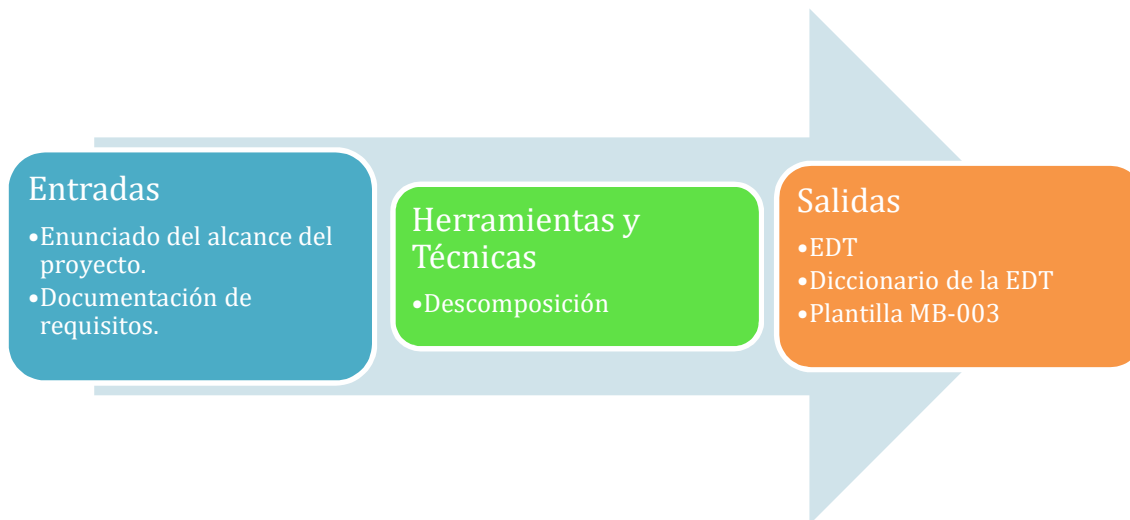 Entradas
•Enunciado del alcance del
proyecto.
•Documentación de
requisitos.
Herramientas y
Técnicas
•Descomposición
Salidas
•EDT
•Diccionario de la EDT
•Plantilla MB-003